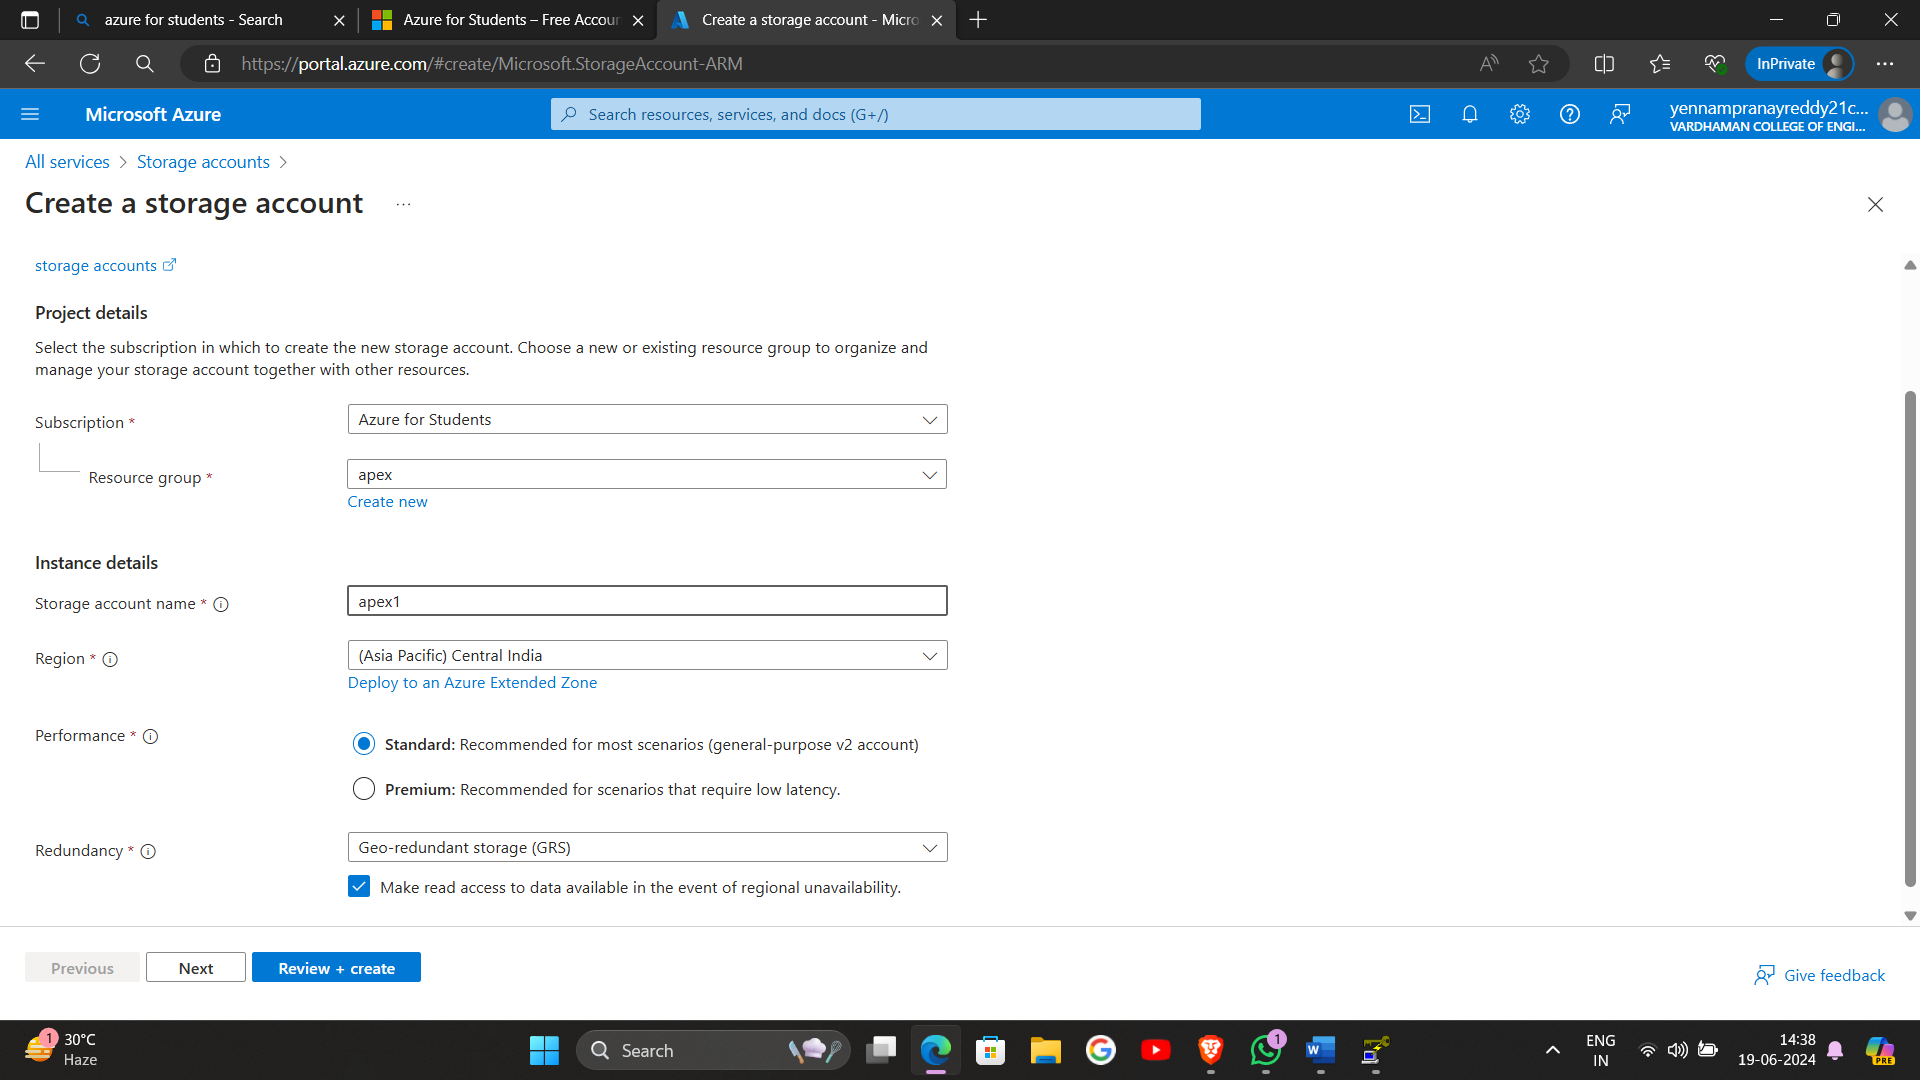 azure for students - Search
Azure for Students – Free Accoun
Create a storage account - Micro
https://portal.azure.com/#create/Microsoft.StorageAccount-ARM
InPrivate
Microsoft Azure
Search resources, services, and docs (G+/)
yennampranayreddy21c...
VARDHAMAN COLLEGE OF ENGI...
All services > Storage accounts >
Create a storage account ...
storage accounts
Project details
Select the subscription in which to create the new storage account. Choose a new or existing resource group to organize and
manage your storage account together with other resources.
Subscription *
Azure for Students
Resource group *
apex
Create new
Instance details
Storage account name *
apex1
Region *
(Asia Pacific) Central India
Deploy to an Azure Extended Zone
Performance *
Standard: Recommended for most scenarios (general-purpose v2 account)
Premium: Recommended for scenarios that require low latency.
Redundancy *
Geo-redundant storage (GRS)
Make read access to data available in the event of regional unavailability.
Previous
Next
Review + create
Give feedback
1
30°C
Haze
Search
1
ENG
IN
14:38
19-06-2024
PRE